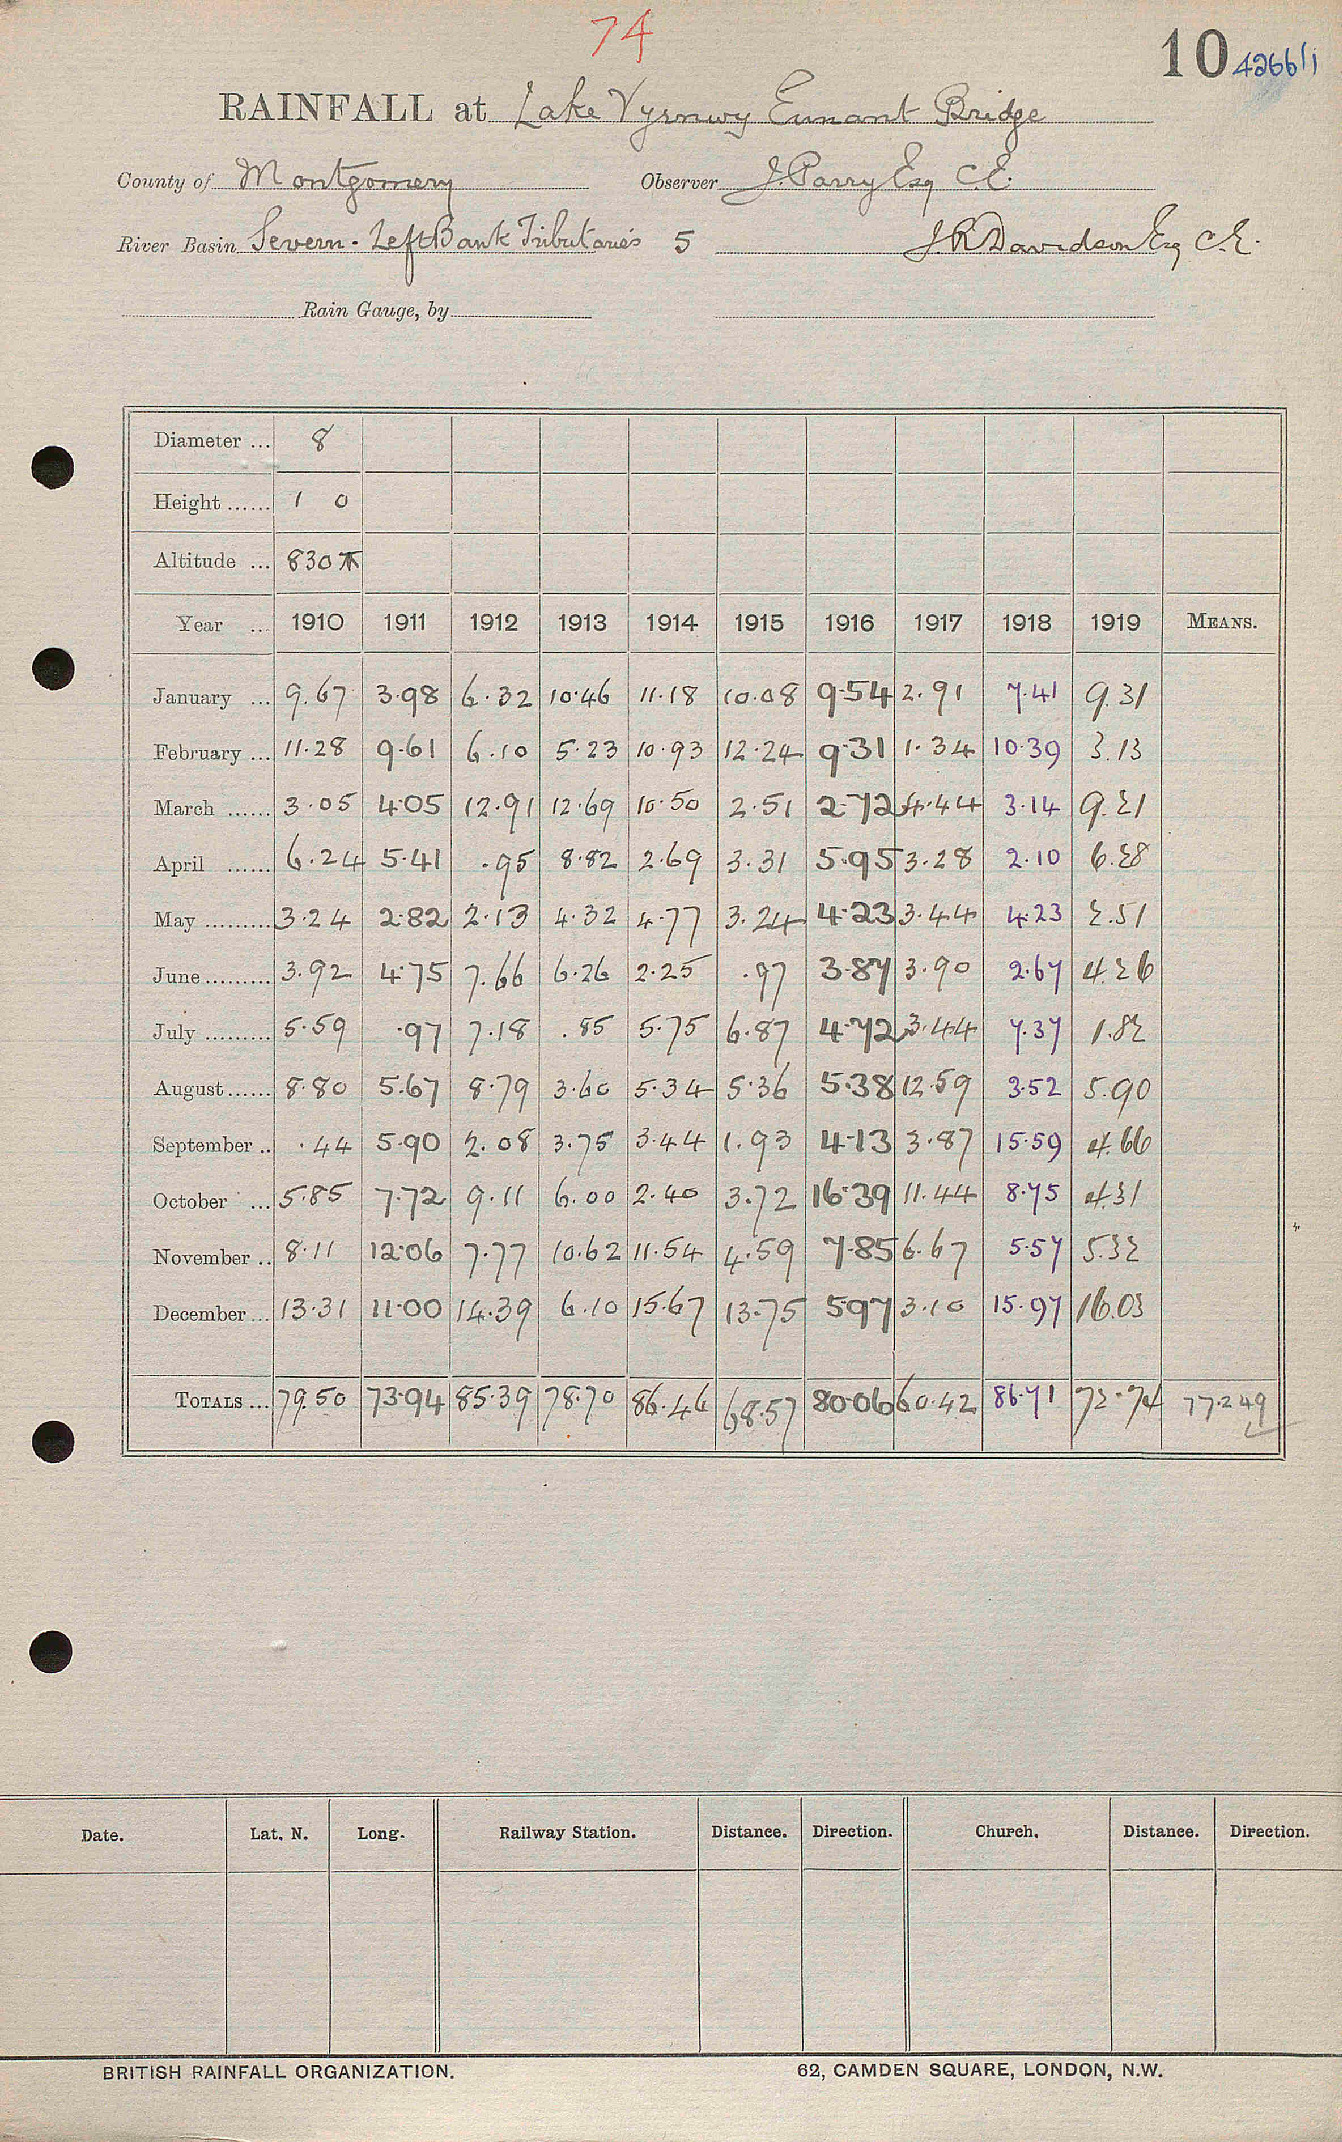 74
10 4266/1
RAINFALL at Lake Vyrnwy Eunant Bridge
County of Montgomery Observer J. Parry Esq C.E.
River Basin Severn - Left Bank Tributaries 5 J.R. Davidson Esq C.E.
Rain Gauge, by
Diameter ... 8
Height ...... 1 0
Altitude ... 830
Year ... 1910 1911 1912 1913 1914 1915 1916 1917 1918 1919 MEANS.
January ... 9.67 3.98 6.32 10.46 11.18 10.08 9.54 2.91 7.41 9.31
February ... 11.28 9.61 6.10 5.23 10.93 12.24 9.31 1.34 10.39 3.13
March ...... 3.05 4.05 12.91 12.69 10.50 2.51 2.72 4.44 3.14 9.21
April ...... 6.24 5.41 .95 8.82 2.69 3.31 5.95 3.28 2.10 6.28
May ......... 3.24 2.82 2.13 4.32 4.77 3.24 4.23 3.44 4.23 2.51
June ......... 3.92 4.75 7.66 6.26 2.25 .97 3.87 3.90 2.67 4.26
July ......... 5.59 .97 7.18 .85 5.75 6.87 4.72 3.44 7.37 1.82
August ...... 8.80 5.67 8.79 3.60 5.34 5.36 5.38 12.59 3.52 5.90
September .. .44 5.90 2.08 3.75 3.44 1.93 4.13 3.87 15.59 4.66
October ... 5.85 7.72 9.11 6.00 2.40 3.72 16.39 11.44 8.75 4.31
November .. 8.11 12.06 7.77 10.62 11.54 4.59 7.85 6.67 5.57 5.32
December ... 13.31 11.00 14.39 6.10 15.67 13.75 5.97 3.10 15.97 16.03
TOTALS ... 79.50 73.94 85.39 78.70 86.46 68.57 80.06 60.42 86.71 72.74 77.249
Date. Lat. N. Long. Railway Station. Distance. Direction. Church. Distance. Direction.
BRITISH RAINFALL ORGANIZATION. 62, CAMDEN SQUARE, LONDON, N.W.